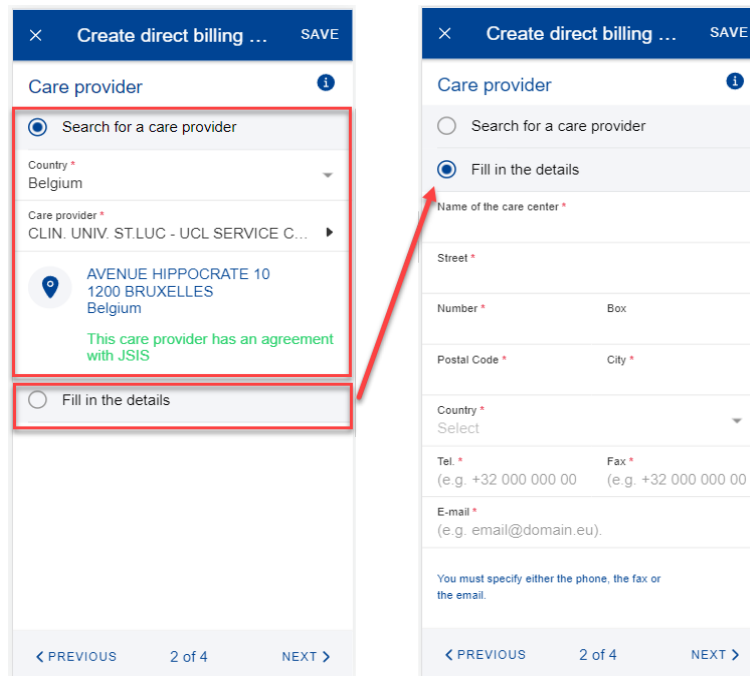 Create direct billing ... SAVE
Care provider
Search for a care provider
Country *
Belgium
Care provider *
CLIN. UNIV. ST.LUC - UCL SERVICE C...
AVENUE HIPPOCRATE 10
1200 BRUXELLES
Belgium
This care provider has an agreement
with JSIS
Fill in the details
PREVIOUS 2 of 4 NEXT
Create direct billing ... SAVE
Care provider
Search for a care provider
Fill in the details
Name of the care center *
Street *
Number * Box
Postal Code * City *
Country *
Select
Tel. * Fax *
(e.g. +32 000 000 00 (e.g. +32 000 000 00
E-mail *
(e.g. email@domain.eu).
You must specify either the phone, the fax or
the email.
PREVIOUS 2 of 4 NEXT